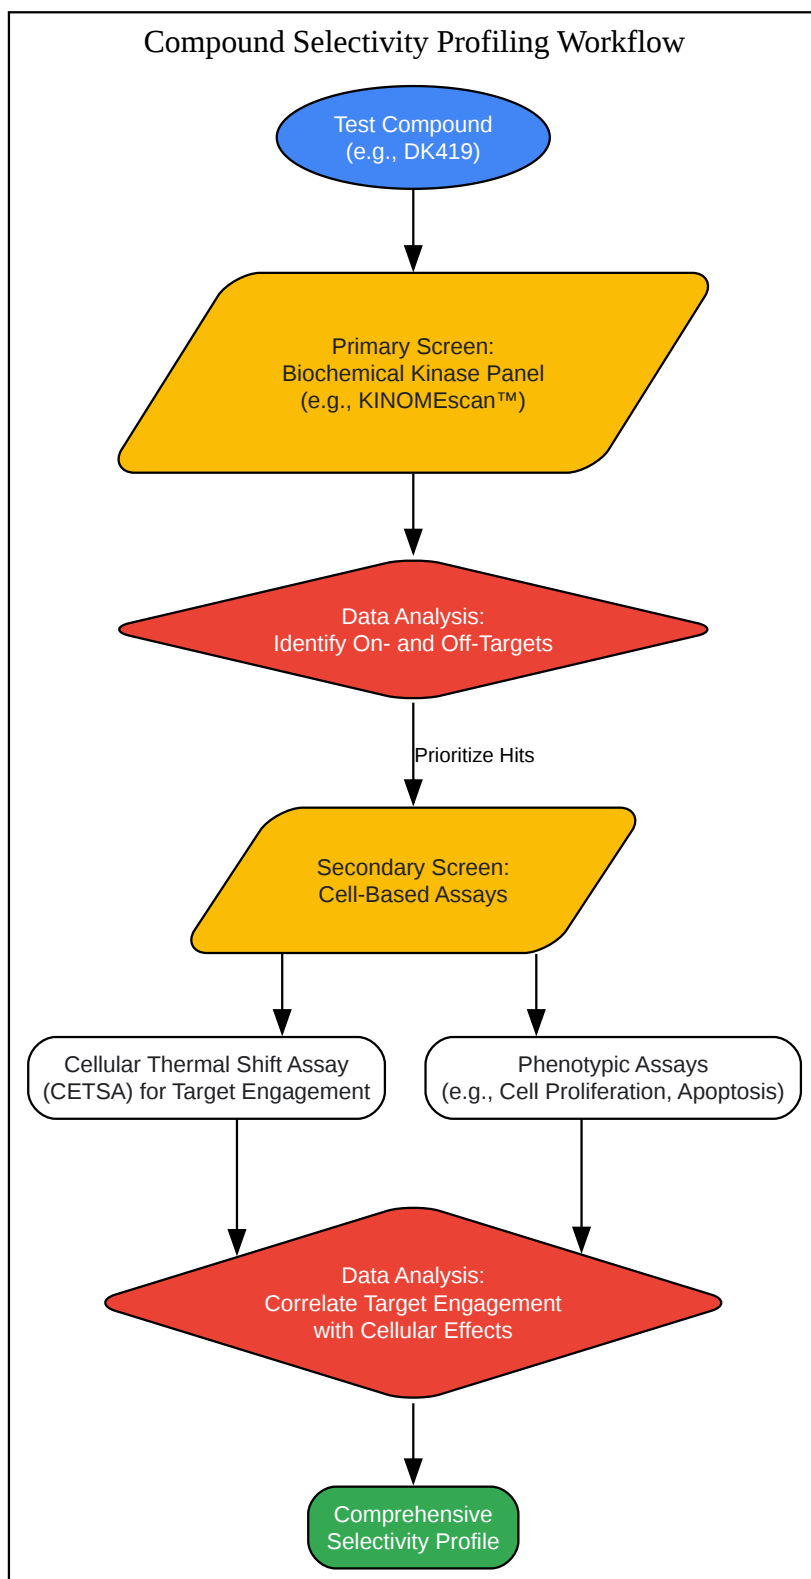 Compound Selectivity Profiling Workflow
Test Compound
(e.g., DK419)
Primary Screen:
Biochemical Kinase Panel
(e.g., KINOMEscan™)
Data Analysis:
Identify On- and Off-Targets
Prioritize Hits
Secondary Screen:
Cell-Based Assays
Cellular Thermal Shift Assay
(CETSA) for Target Engagement
Phenotypic Assays
(e.g., Cell Proliferation, Apoptosis)
Data Analysis:
Correlate Target Engagement
with Cellular Effects
Comprehensive
Selectivity Profile